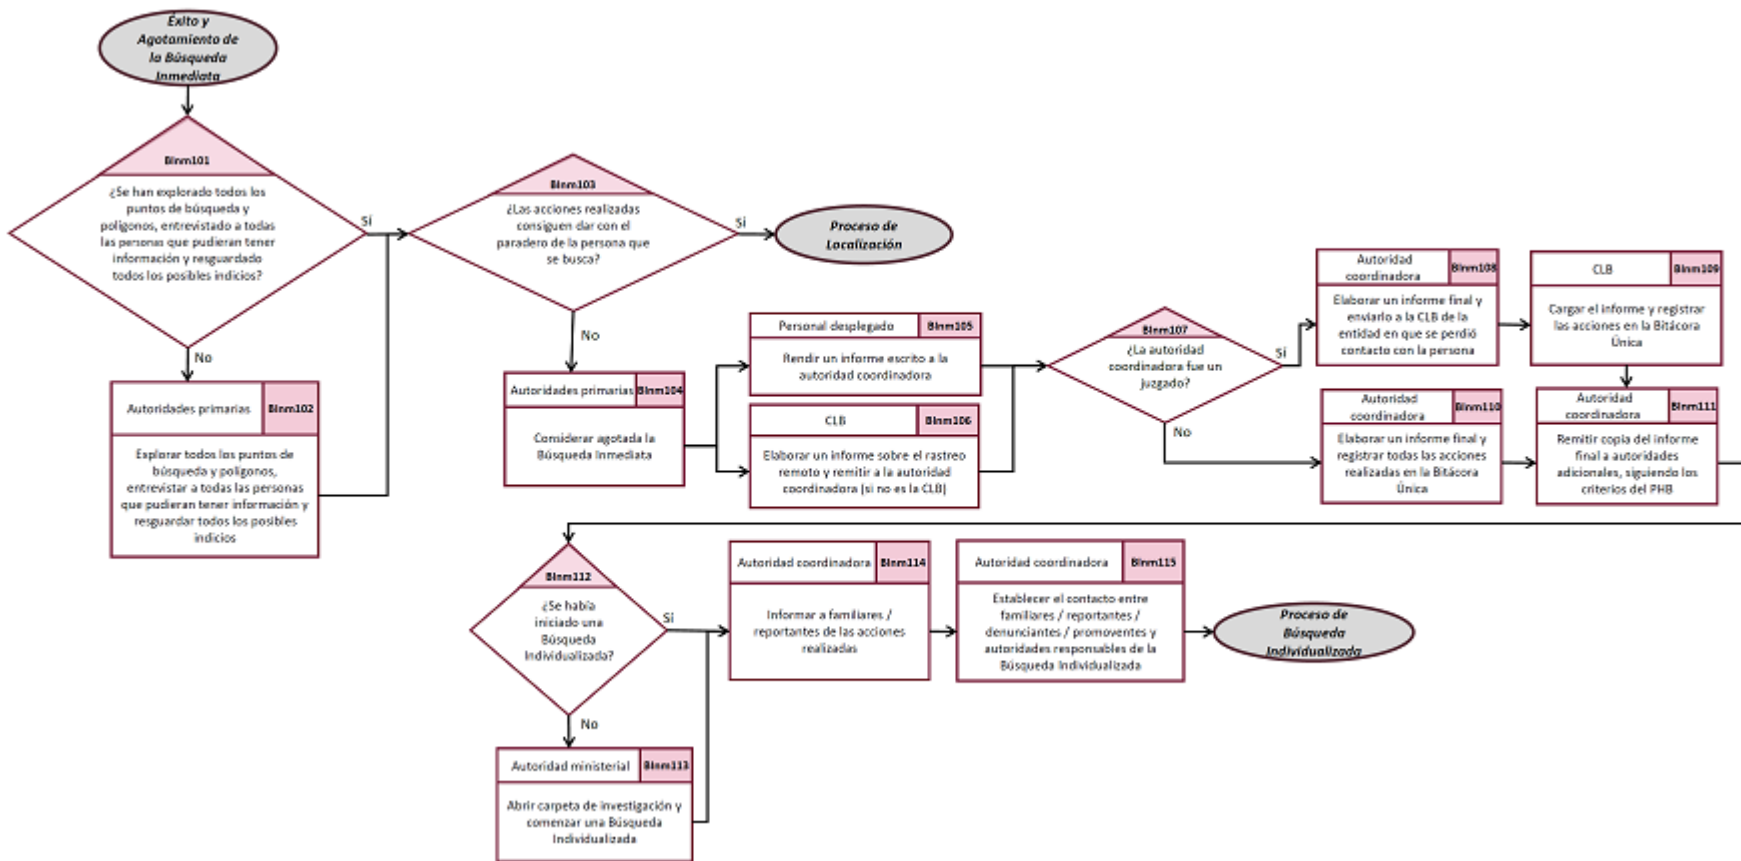 Éxito y
Agotamiento de
la Búsqueda
Inmediata
BInm101
¿Se han explorado todos los
puntos de búsqueda y
polígonos, entrevistado a todas
las personas que pudieran tener
información y resguardado
todos los posibles indicios?
Sí
No
Autoridades primarias
BInm102
Explorar todos los puntos de
búsqueda y polígonos,
entrevistar a todas las personas
que pudieran tener información y
resguardar todos los posibles
indicios
BInm103
¿Las acciones realizadas
consiguen dar con el
paradero de la persona que
se busca?
Sí
No
Proceso de
Localización
Autoridades primarias
BInm104
Considerar agotada la
Búsqueda Inmediata
Personal desplegado
BInm105
Rendir un informe escrito a la
autoridad coordinadora
CLB
BInm106
Elaborar un informe sobre el rastreo
remoto y remitir a la autoridad
coordinadora (si no es la CLB)
BInm107
¿La autoridad
coordinadora fue un
juzgado?
Sí
No
Autoridad
coordinadora
BInm108
Elaborar un informe final y
enviarlo a la CLB de la
entidad en que se perdió
contacto con la persona
CLB
BInm109
Cargar el informe y registrar
las acciones en la Bitácora
Única
Autoridad
coordinadora
BInm110
Elaborar un informe final y
registrar todas las acciones
realizadas en la Bitácora
Única
Autoridad
coordinadora
BInm111
Remitir copia del informe
final a autoridades
adicionales, siguiendo los
criterios del PHB
BInm112
¿Se había
iniciado una
Búsqueda
Individualizada?
Sí
No
Autoridad ministerial
BInm113
Abrir carpeta de investigación y
comenzar una Búsqueda
Individualizada
Autoridad coordinadora
BInm114
Informar a familiares /
reportantes de las acciones
realizadas
Autoridad coordinadora
BInm115
Establecer el contacto entre
familiares / reportantes /
denunciantes / promoventes y
autoridades responsables de la
Búsqueda Individualizada
Proceso de
Búsqueda
Individualizada